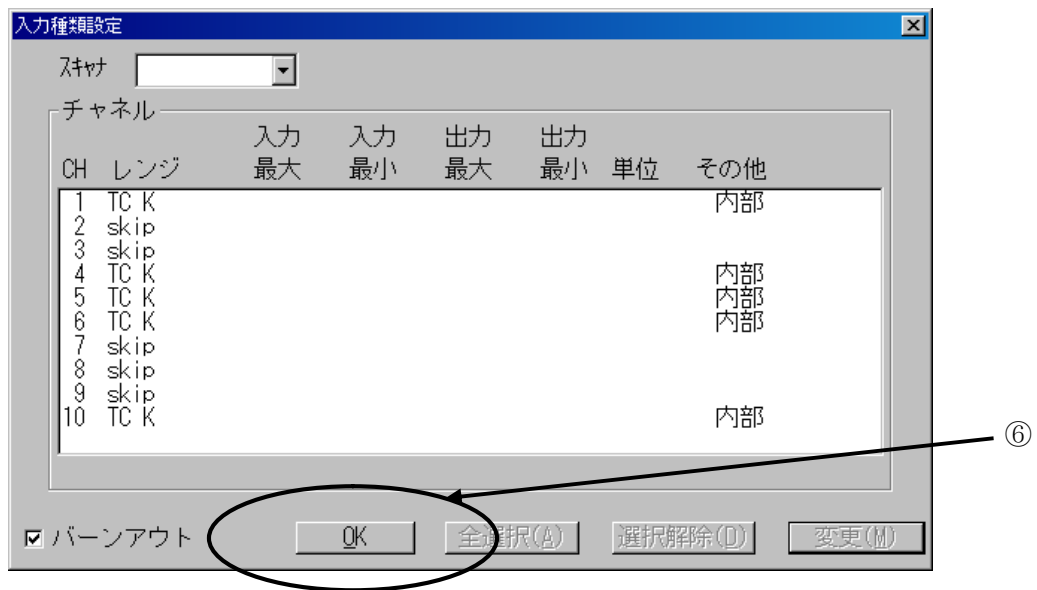 入力種類設定
スキャナ
チャネル
入力 入力 出力 出力
CH レンジ 最大 最小 最大 最小 単位 その他
1 TC K 内部
2 skip
3 skip
4 TC K 内部
5 TC K 内部
6 TC K 内部
7 skip
8 skip
9 skip
10 TC K 内部
⑥
バーンアウト OK 全選択(A) 選択解除(D) 変更(M)